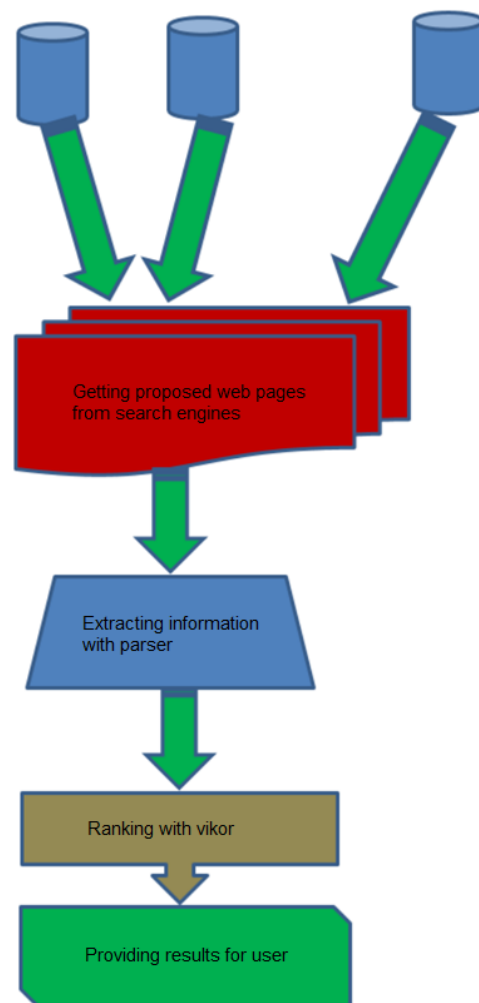 Getting proposed web pages
from search engines
Extracting information
with parser
Ranking with vikor
Providing results for user